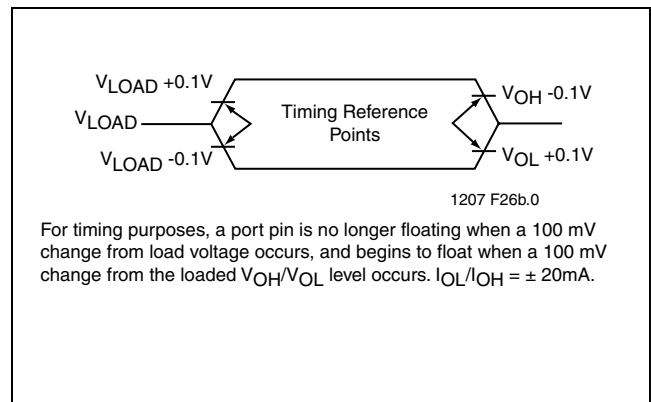 VLOAD +0.1V
VLOAD
VLOAD -0.1V
Timing Reference
Points
VOH -0.1V
VOL +0.1V
1207 F26b.0
For timing purposes, a port pin is no longer floating when a 100 mV
change from load voltage occurs, and begins to float when a 100 mV
change from the loaded VOH/VOL level occurs. IOL/IOH = ± 20mA.